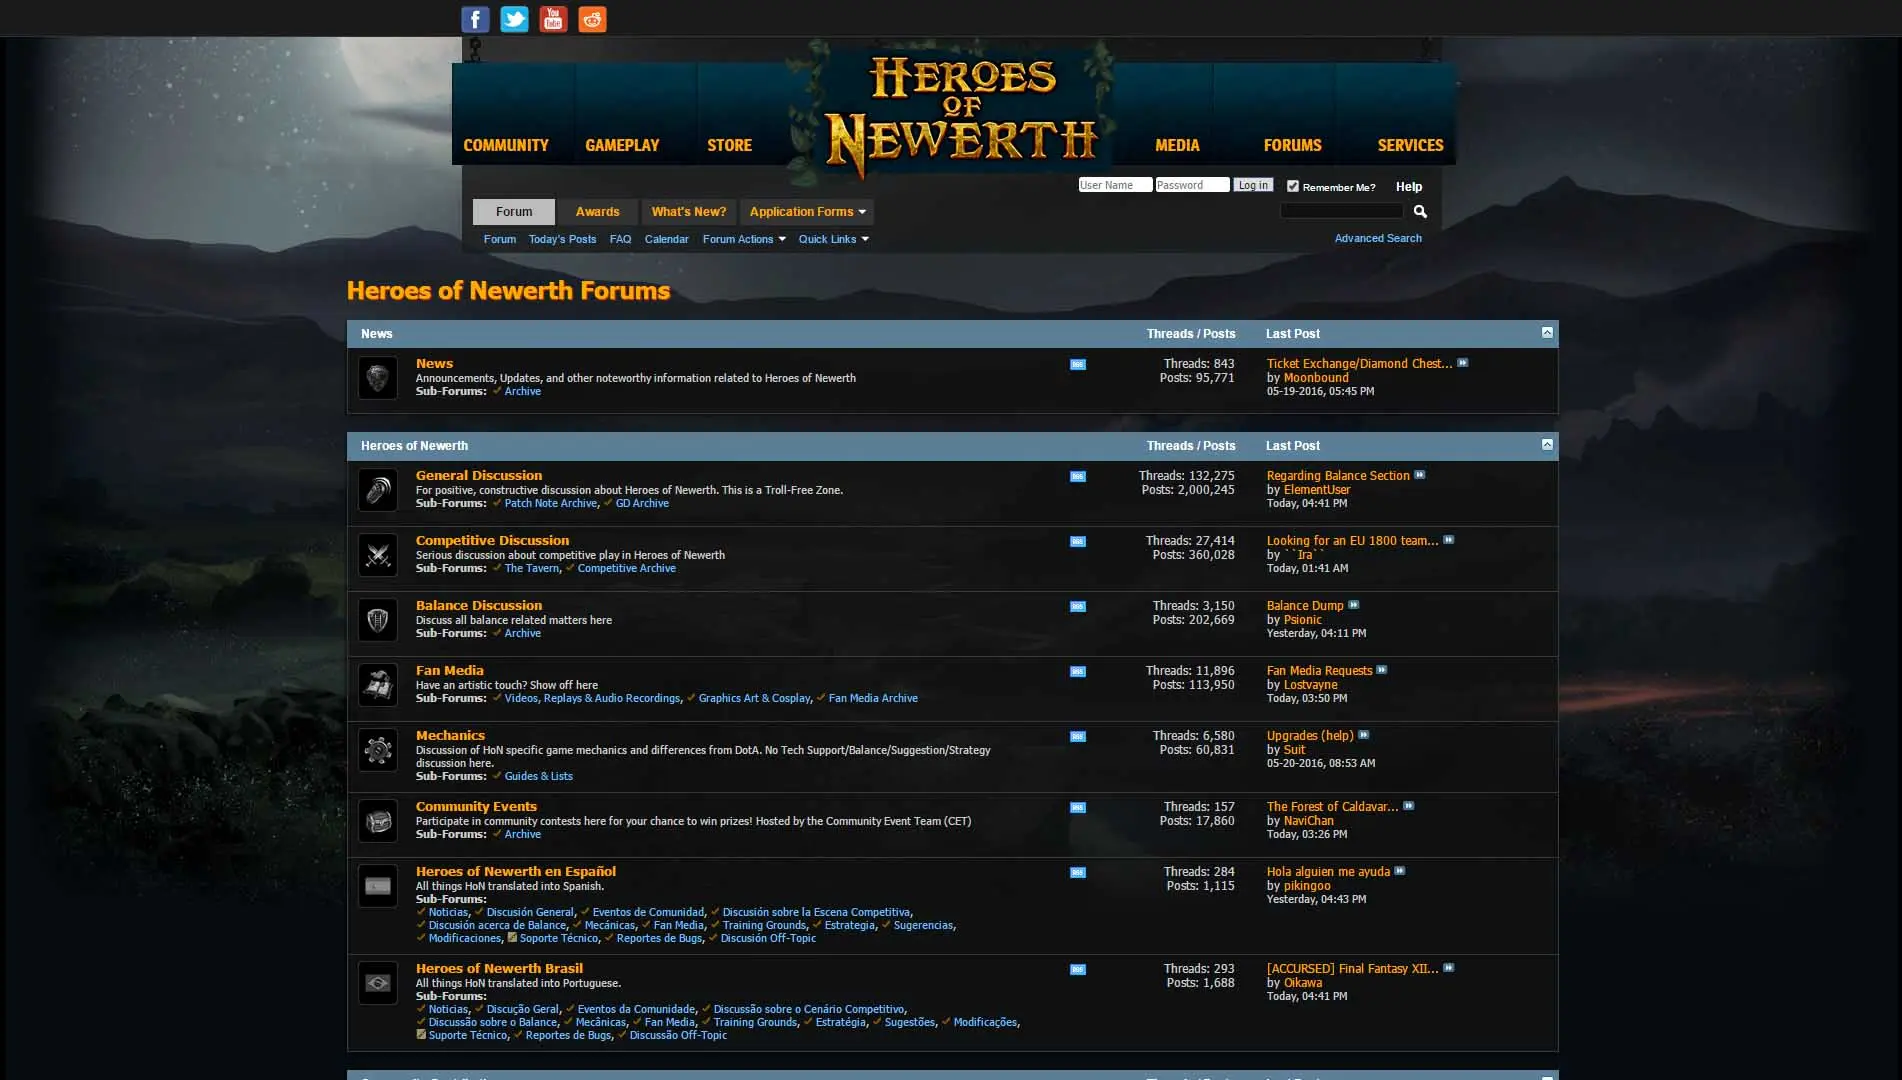 You
Tube
HEROES
OF
NEWERTH
COMMUNITY GAMEPLAY STORE MEDIA FORUMS SERVICES
User Name Password Log in Remember Me? Help
Forum Awards What's New? Application Forms
Forum Today's Posts FAQ Calendar Forum Actions Quick Links Advanced Search
Heroes of Newerth Forums
News Threads / Posts Last Post
News RSS Threads: 843 Ticket Exchange/Diamond Chest...
Announcements, Updates, and other noteworthy information related to Heroes of Newerth Posts: 95,771 by Moonbound
Sub-Forums: Archive 05-19-2016, 05:45 PM
Heroes of Newerth Threads / Posts Last Post
General Discussion RSS Threads: 132,275 Regarding Balance Section
For positive, constructive discussion about Heroes of Newerth. This is a Troll-Free Zone. Posts: 2,000,245 by ElementUser
Sub-Forums: Patch Note Archive, GD Archive Today, 04:41 PM
Competitive Discussion RSS Threads: 27,414 Looking for an EU 1800 team...
Serious discussion about competitive play in Heroes of Newerth Posts: 360,028 by ``Ira``
Sub-Forums: The Tavern, Competitive Archive Today, 01:41 AM
Balance Discussion RSS Threads: 3,150 Balance Dump
Discuss all balance related matters here Posts: 202,669 by Psionic
Sub-Forums: Archive Yesterday, 04:11 PM
Fan Media RSS Threads: 11,896 Fan Media Requests
Have an artistic touch? Show off here Posts: 113,950 by Lostvayne
Sub-Forums: Videos, Replays & Audio Recordings, Graphics Art & Cosplay, Fan Media Archive Today, 03:50 PM
Mechanics RSS Threads: 6,580 Upgrades (help)
Discussion of HoN specific game mechanics and differences from DotA. No Tech Support/Balance/Suggestion/Strategy Posts: 60,831 by Suit
discussion here. 05-20-2016, 08:53 AM
Sub-Forums: Guides & Lists
Community Events RSS Threads: 157 The Forest of Caldavar...
Participate in community contests here for your chance to win prizes! Hosted by the Community Event Team (CET) Posts: 17,860 by NaviChan
Sub-Forums: Archive Today, 03:26 PM
Heroes of Newerth en Español RSS Threads: 284 Hola alguien me ayuda
All things HoN translated into Spanish. Posts: 1,115 by pikingoo
Sub-Forums: Yesterday, 04:43 PM
Noticias, Discusión General, Eventos de Comunidad, Discusión sobre la Escena Competitiva,
Discusión acerca de Balance, Mecánicas, Fan Media, Training Grounds, Estrategia, Sugerencias,
Modificaciones, Soporte Técnico, Reportes de Bugs, Discusión Off-Topic
Heroes of Newerth Brasil RSS Threads: 293 [ACCURSED] Final Fantasy XII...
All things HoN translated into Portuguese. Posts: 1,688 by Oikawa
Sub-Forums: Today, 04:41 PM
Noticias, Discução Geral, Eventos da Comunidade, Discussão sobre o Cenário Competitivo,
Discussão sobre o Balance, Mecânicas, Fan Media, Training Grounds, Estratégia, Sugestões, Modificações,
Soporte Técnico, Reportes de Bugs, Discussão Off-Topic